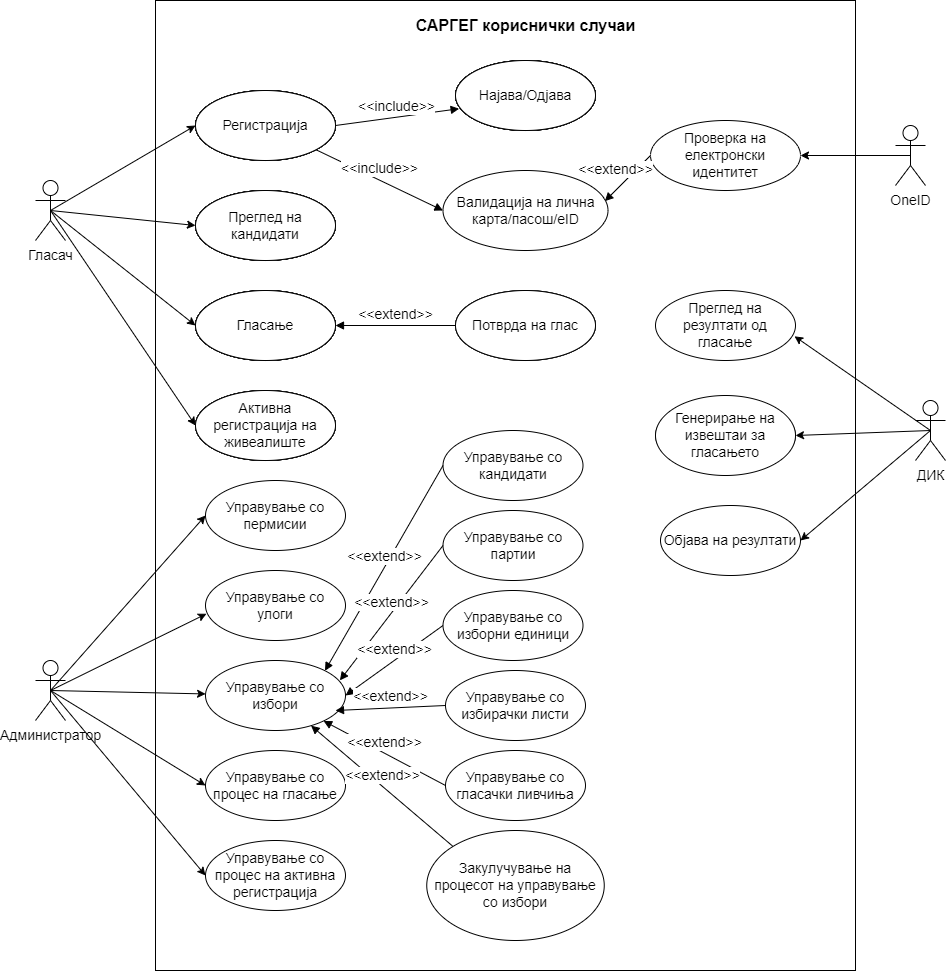 САРГЕГ кориснички случаи
Најава/Одјава
<<include>>
Регистрација
Проверка на
електронски
идентитет
<<include>>
<<extend>>
OneID
Валидација на лична
карта/пасош/eID
Преглед на
кандидати
Гласач
Гласање
<<extend>>
Потврда на глас
Преглед на
резултати од
гласање
Активна
регистрација на
живеалиште
Генерирање на
извештаи за
гласањето
ДИК
Управување со
кандидати
Управување со
пермисии
Управување со
партии
Објава на резултати
<<extend>>
Управување со
улоги
<<extend>>
Управување со
изборни единици
<<extend>>
Управување со
избори
<<extend>>
Управување со
избирачки листи
Администратор
<<extend>>
<<extend>>
Управување со
процес на гласање
Управување со
гласачки ливчиња
Управување со
процес на активна
регистрација
Закулучување на
процесот на управување
со избори